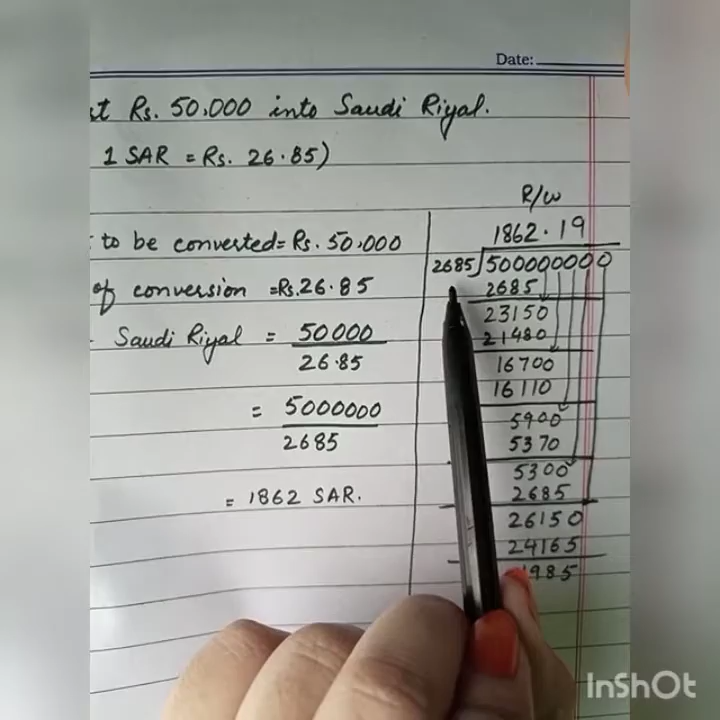 Date:
st Rs. 50,000 into Saudi Riyal.
1 SAR = Rs. 26.85)
to be converted = Rs. 50,000
of conversion = Rs. 26.85
Saudi Riyal = 50000
26.85
= 5000000
2685
= 1862 SAR.
R/W
1862.19
2685 500000000
2685
23150
21480
16700
16110
5900
5370
5300
2685
26150
24165
1985
InShOt